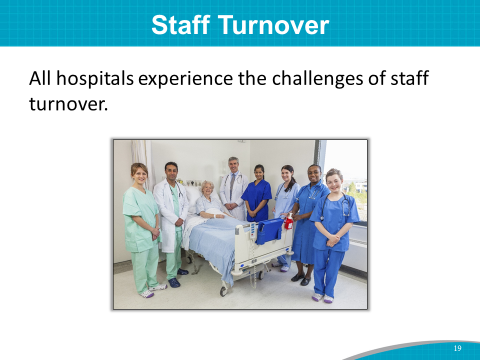 Staff Turnover
All hospitals experience the challenges of staff
turnover.
19